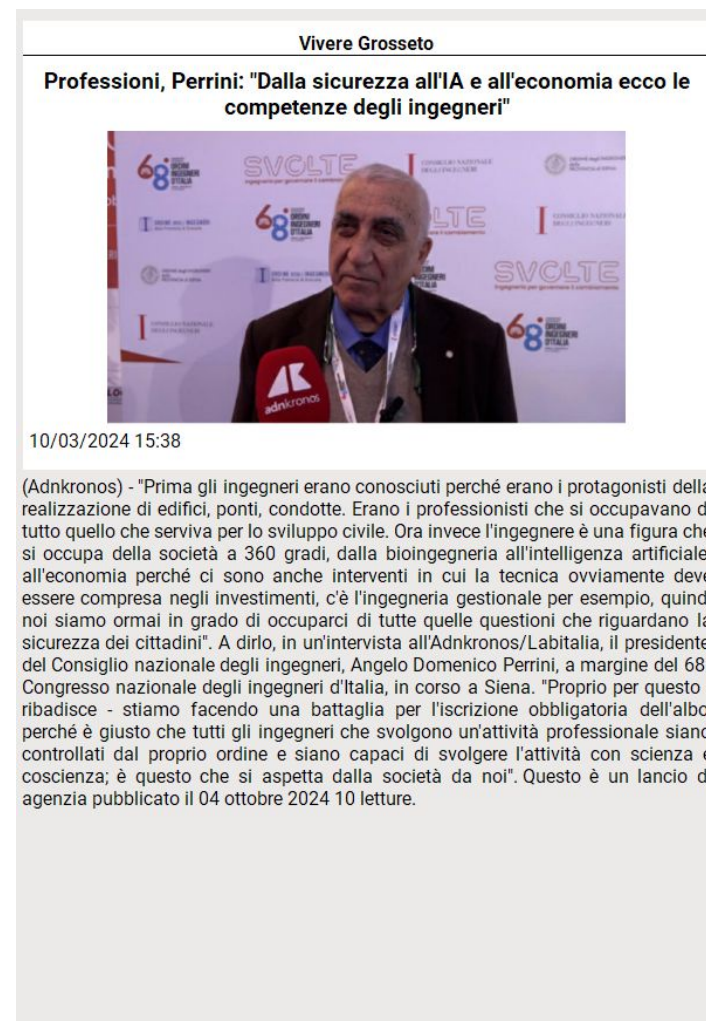 Vivere Grosseto
Professioni, Perrini: "Dalla sicurezza all'IA e all'economia ecco le
competenze degli ingegneri"
68°
ORDINI
INGEGNERI
D'ITALIA
SVOLTE
Ingegneria per governare il cambiamento
CONSIGLIO NAZIONALE
DEGLI INGEGNERI
adnkronos
10/03/2024 15:38
(Adnkronos) - "Prima gli ingegneri erano conosciuti perché erano i protagonisti della
realizzazione di edifici, ponti, condotte. Erano i professionisti che si occupavano d
tutto quello che serviva per lo sviluppo civile. Ora invece l'ingegnere è una figura che
si occupa della società a 360 gradi, dalla bioingegneria all'intelligenza artificiale
all'economia perché ci sono anche interventi in cui la tecnica ovviamente deve
essere compresa negli investimenti, c'è l'ingegneria gestionale per esempio, quind
noi siamo ormai in grado di occuparci di tutte quelle questioni che riguardano la
sicurezza dei cittadini". A dirlo, in un'intervista all'Adnkronos/Labitalia, il presidente
del Consiglio nazionale degli ingegneri, Angelo Domenico Perrini, a margine del 68
Congresso nazionale degli ingegneri d'Italia, in corso a Siena. "Proprio per questo
ribadisce - stiamo facendo una battaglia per l'iscrizione obbligatoria dell'albo
perché è giusto che tutti gli ingegneri che svolgono un'attività professionale siano
controllati dal proprio ordine e siano capaci di svolgere l'attività con scienza e
coscienza; è questo che si aspetta dalla società da noi". Questo è un lancio d
agenzia pubblicato il 04 ottobre 2024 10 letture.